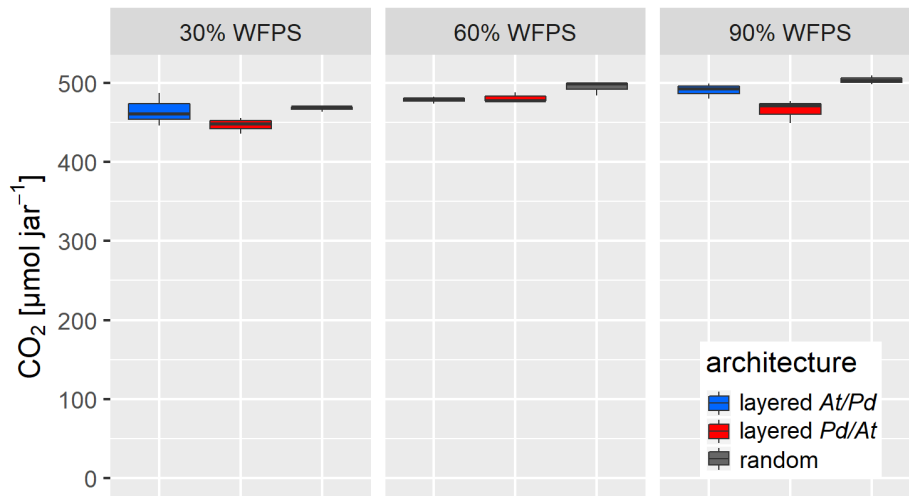 30% WFPS 60% WFPS 90% WFPS
CO₂ [µmol jar⁻¹]
500
400
300
200
100
0
architecture
layered At/Pd
layered Pd/At
random